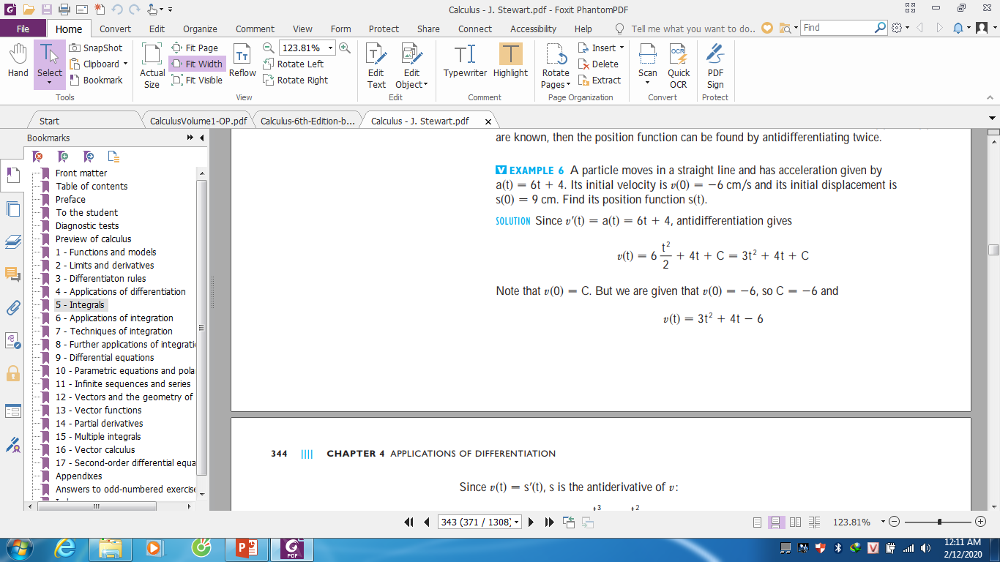 Calculus - J. Stewart.pdf - Foxit PhantomPDF
File Home Convert Edit Organize Comment View Form Protect Share Connect Accessibility Help Tell me what you want to do.. Find
Hand
Select
SnapShot
Clipboard
Bookmark
Tools
Actual Size
Fit Page
Fit Width
Fit Visible
Reflow
123.81%
Rotate Left
Rotate Right
View
Edit Text
Edit Object
Edit
Typewriter
Highlight
Comment
Rotate Pages
Insert
Delete
Extract
Page Organization
Scan
Quick OCR
Convert
PDF Sign
Protect
Start
CalculusVolume1-OP.pdf
Calculus-6th-Edition-b...
Calculus - J. Stewart.pdf
Bookmarks
Front matter
Table of contents
Preface
To the student
Diagnostic tests
Preview of calculus
1 - Functions and models
2 - Limits and derivatives
3 - Differentiaton rules
4 - Applications of differentiation
5 - Integrals
6 - Applications of integration
7 - Techniques of integration
8 - Further applications of integrati
9 - Differential equations
10 - Parametric equations and pola
11 - Infinite sequences and series
12 - Vectors and the geometry of
13 - Vector functions
14 - Partial derivatives
15 - Multiple integrals
16 - Vector calculus
17 - Second-order differential equa
Appendixes
Answers to odd-numbered exercise
are known, then the position function can be found by antidifferentiating twice.
V EXAMPLE 6 A particle moves in a straight line and has acceleration given by
a(t) = 6t + 4. Its initial velocity is v(0) = −6 cm/s and its initial displacement is
s(0) = 9 cm. Find its position function s(t).
SOLUTION Since v′(t) = a(t) = 6t + 4, antidifferentiation gives
v(t) = 6 t²/2 + 4t + C = 3t² + 4t + C
Note that v(0) = C. But we are given that v(0) = −6, so C = −6 and
v(t) = 3t² + 4t − 6
344 |||| CHAPTER 4 APPLICATIONS OF DIFFERENTIATION
Since v(t) = s′(t), s is the antiderivative of v:
t³ t²
343 (371 / 1308)
123.81%
12:11 AM
2/12/2020